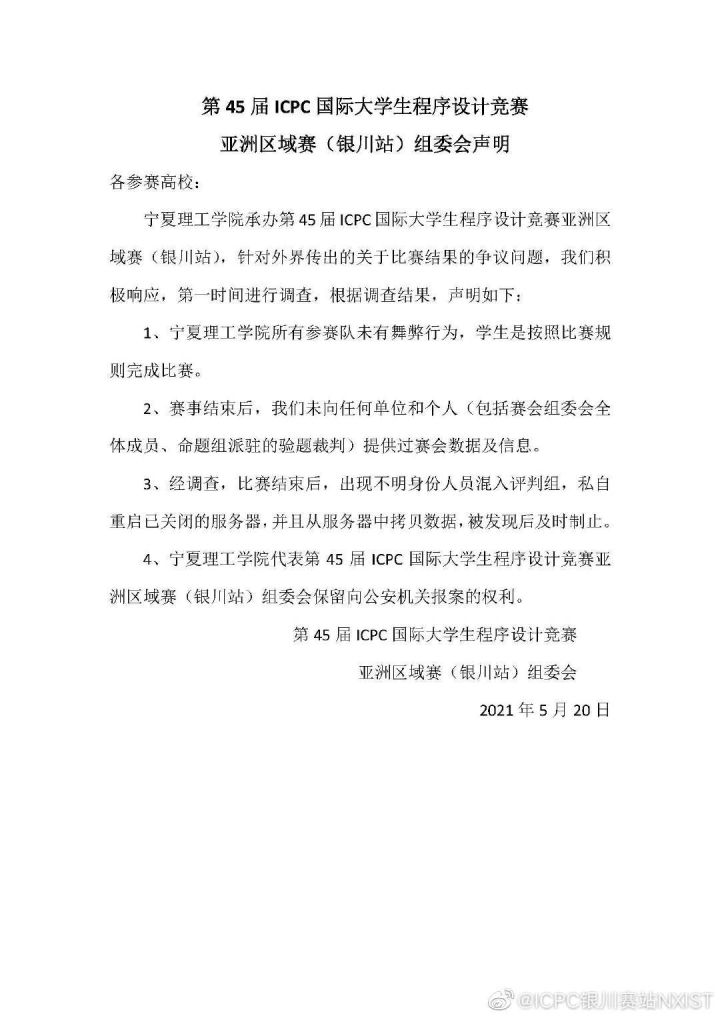 第 45 届 ICPC 国际大学生程序设计竞赛
亚洲区域赛（银川站）组委会声明
各参赛高校：
宁夏理工学院承办第 45 届 ICPC 国际大学生程序设计竞赛亚洲区
域赛（银川站），针对外界传出的关于比赛结果的争议问题，我们积
极响应，第一时间进行调查，根据调查结果，声明如下：
1、宁夏理工学院所有参赛队未有舞弊行为，学生是按照比赛规
则完成比赛。
2、赛事结束后，我们未向任何单位和个人（包括赛会组委会全
体成员、命题组派驻的验题裁判）提供过赛会数据及信息。
3、经调查，比赛结束后，出现不明身份人员混入评判组，私自
重启已关闭的服务器，并且从服务器中拷贝数据，被发现后及时制止。
4、宁夏理工学院代表第 45 届 ICPC 国际大学生程序设计竞赛亚
洲区域赛（银川站）组委会保留向公安机关报案的权利。
第 45 届 ICPC 国际大学生程序设计竞赛
亚洲区域赛（银川站）组委会
2021 年 5 月 20 日
@ICPC银川赛站NXIST